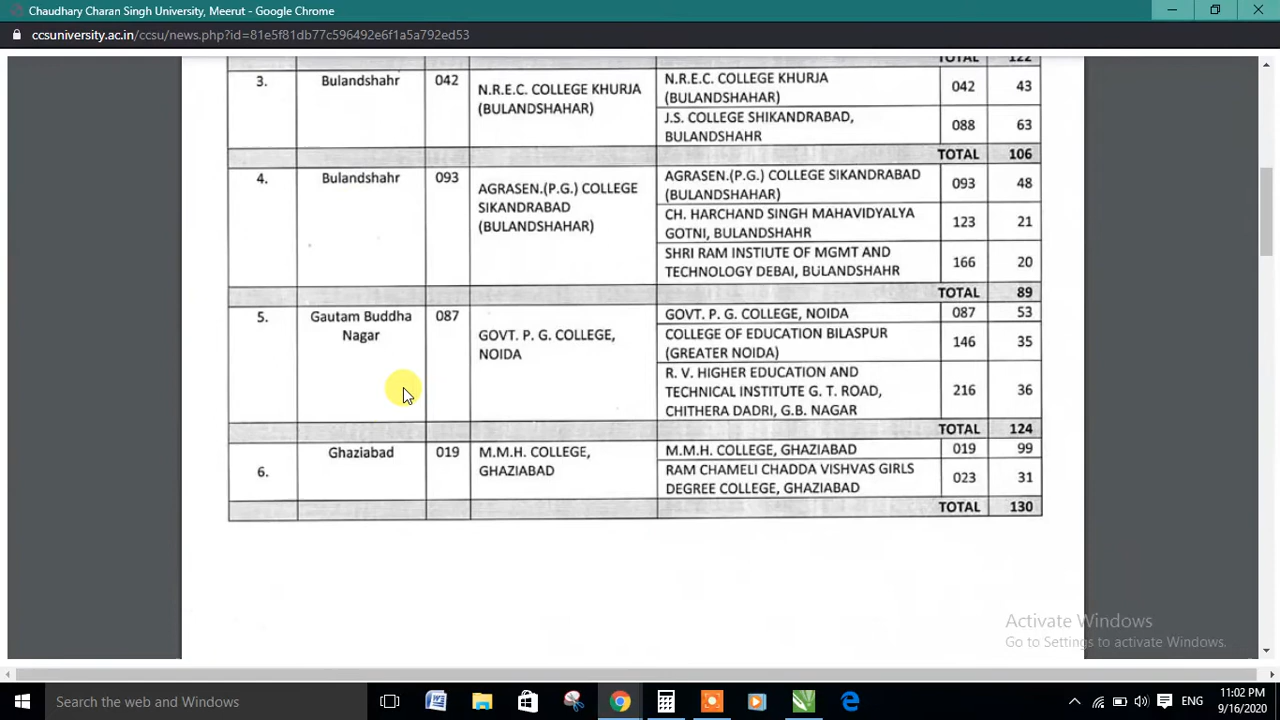 Chaudhary Charan Singh University, Meerut - Google Chrome
ccsuniversity.ac.in/ccsu/news.php?id=81e5f81db77c596492e6f1a5a792ed53
TOTAL 122
3. Bulandshahr 042 N.R.E.C. COLLEGE KHURJA
(BULANDSHAHAR)
N.R.E.C. COLLEGE KHURJA
(BULANDSHAHAR)
042 43
J.S. COLLEGE SHIKANDRABAD,
BULANDSHAHR
088 63
TOTAL 106
4. Bulandshahr 093 AGRASEN.(P.G.) COLLEGE
SIKANDRABAD
(BULANDSHAHAR)
AGRASEN.(P.G.) COLLEGE SIKANDRABAD
(BULANDSHAHAR)
093 48
CH. HARCHAND SINGH MAHAVIDYALYA
GOTNI, BULANDSHAHR
123 21
SHRI RAM INSTIUTE OF MGMT AND
TECHNOLOGY DEBAI, BULANDSHAHR
166 20
TOTAL 89
5. Gautam Buddha
Nagar
087 GOVT. P. G. COLLEGE,
NOIDA
GOVT. P. G. COLLEGE, NOIDA 087 53
COLLEGE OF EDUCATION BILASPUR
(GREATER NOIDA)
146 35
R. V. HIGHER EDUCATION AND
TECHNICAL INSTITUTE G. T. ROAD,
CHITHERA DADRI, G.B. NAGAR
216 36
TOTAL 124
6. Ghaziabad 019 M.M.H. COLLEGE,
GHAZIABAD
M.M.H. COLLEGE, GHAZIABAD 019 99
RAM CHAMELI CHADDA VISHVAS GIRLS
DEGREE COLLEGE, GHAZIABAD
023 31
TOTAL 130
Activate Windows
Go to Settings to activate Windows.
Search the web and Windows
ENG
11:02 PM
9/16/2020